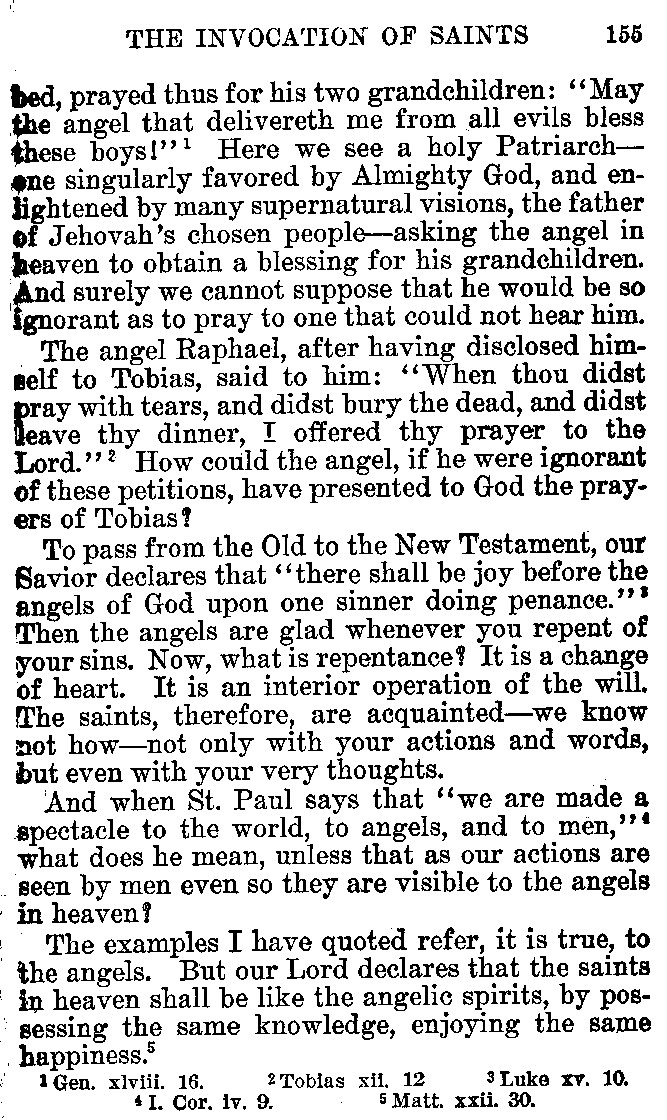 THE INVOCATION OF SAINTS 155
bed, prayed thus for his two grandchildren: "May
the angel that delivereth me from all evils bless
these boys!"¹ Here we see a holy Patriarch—
one singularly favored by Almighty God, and en-
lightened by many supernatural visions, the father
of Jehovah's chosen people—asking the angel in
heaven to obtain a blessing for his grandchildren.
And surely we cannot suppose that he would be so
ignorant as to pray to one that could not hear him.
The angel Raphael, after having disclosed him-
self to Tobias, said to him: "When thou didst
pray with tears, and didst bury the dead, and didst
leave thy dinner, I offered thy prayer to the
Lord."² How could the angel, if he were ignorant
of these petitions, have presented to God the pray-
ers of Tobias?
To pass from the Old to the New Testament, our
Savior declares that "there shall be joy before the
angels of God upon one sinner doing penance."³
Then the angels are glad whenever you repent of
your sins. Now, what is repentance? It is a change
of heart. It is an interior operation of the will.
The saints, therefore, are acquainted—we know
not how—not only with your actions and words,
but even with your very thoughts.
And when St. Paul says that "we are made a
spectacle to the world, to angels, and to men,"⁴
what does he mean, unless that as our actions are
seen by men even so they are visible to the angels
in heaven?
The examples I have quoted refer, it is true, to
the angels. But our Lord declares that the saints
in heaven shall be like the angelic spirits, by pos-
sessing the same knowledge, enjoying the same
happiness.⁵
¹ Gen. xlviii. 16. ² Tobias xii. 12 ³ Luke xv. 10.
⁴ I. Cor. iv. 9. ⁵ Matt. xxii. 30.